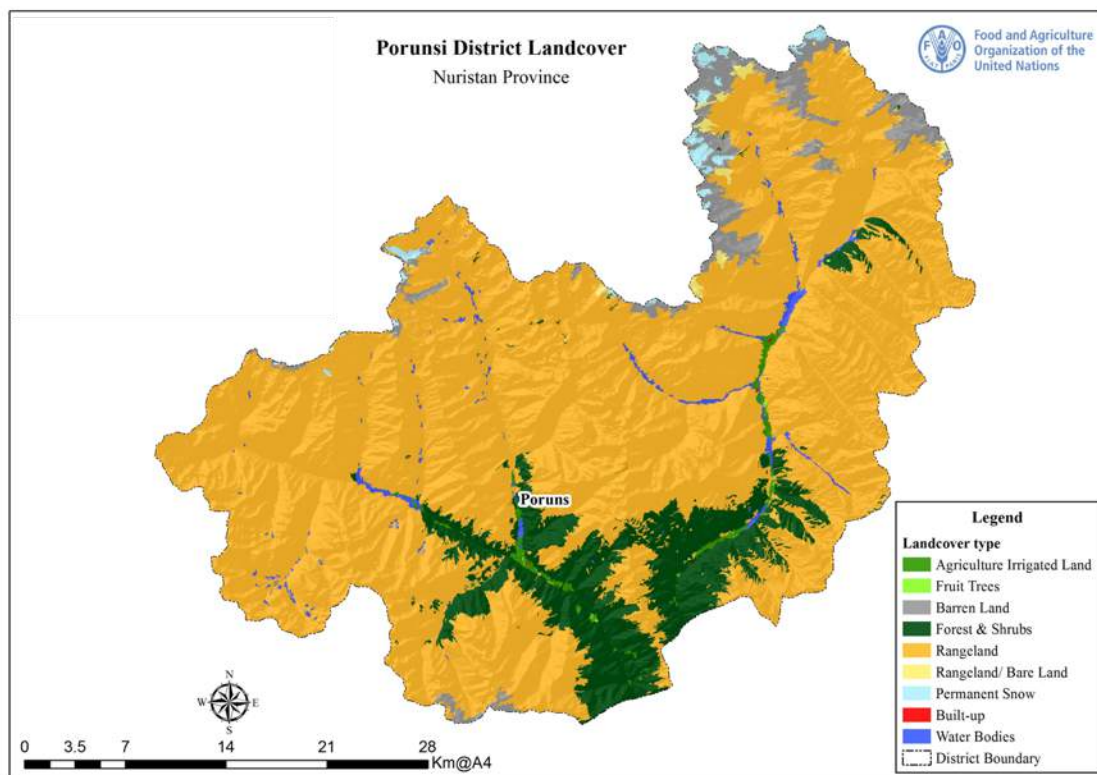 Porunsi District Landcover
Nuristan Province
F A O
FIAT PANIS
Food and Agriculture
Organization of the
United Nations
Poruns
Legend
Landcover type
Agriculture Irrigated Land
Fruit Trees
Barren Land
Forest & Shrubs
Rangeland
Rangeland/ Bare Land
Permanent Snow
Built-up
Water Bodies
District Boundary
N
W E
S
0 3.5 7 14 21 28
Km@A4